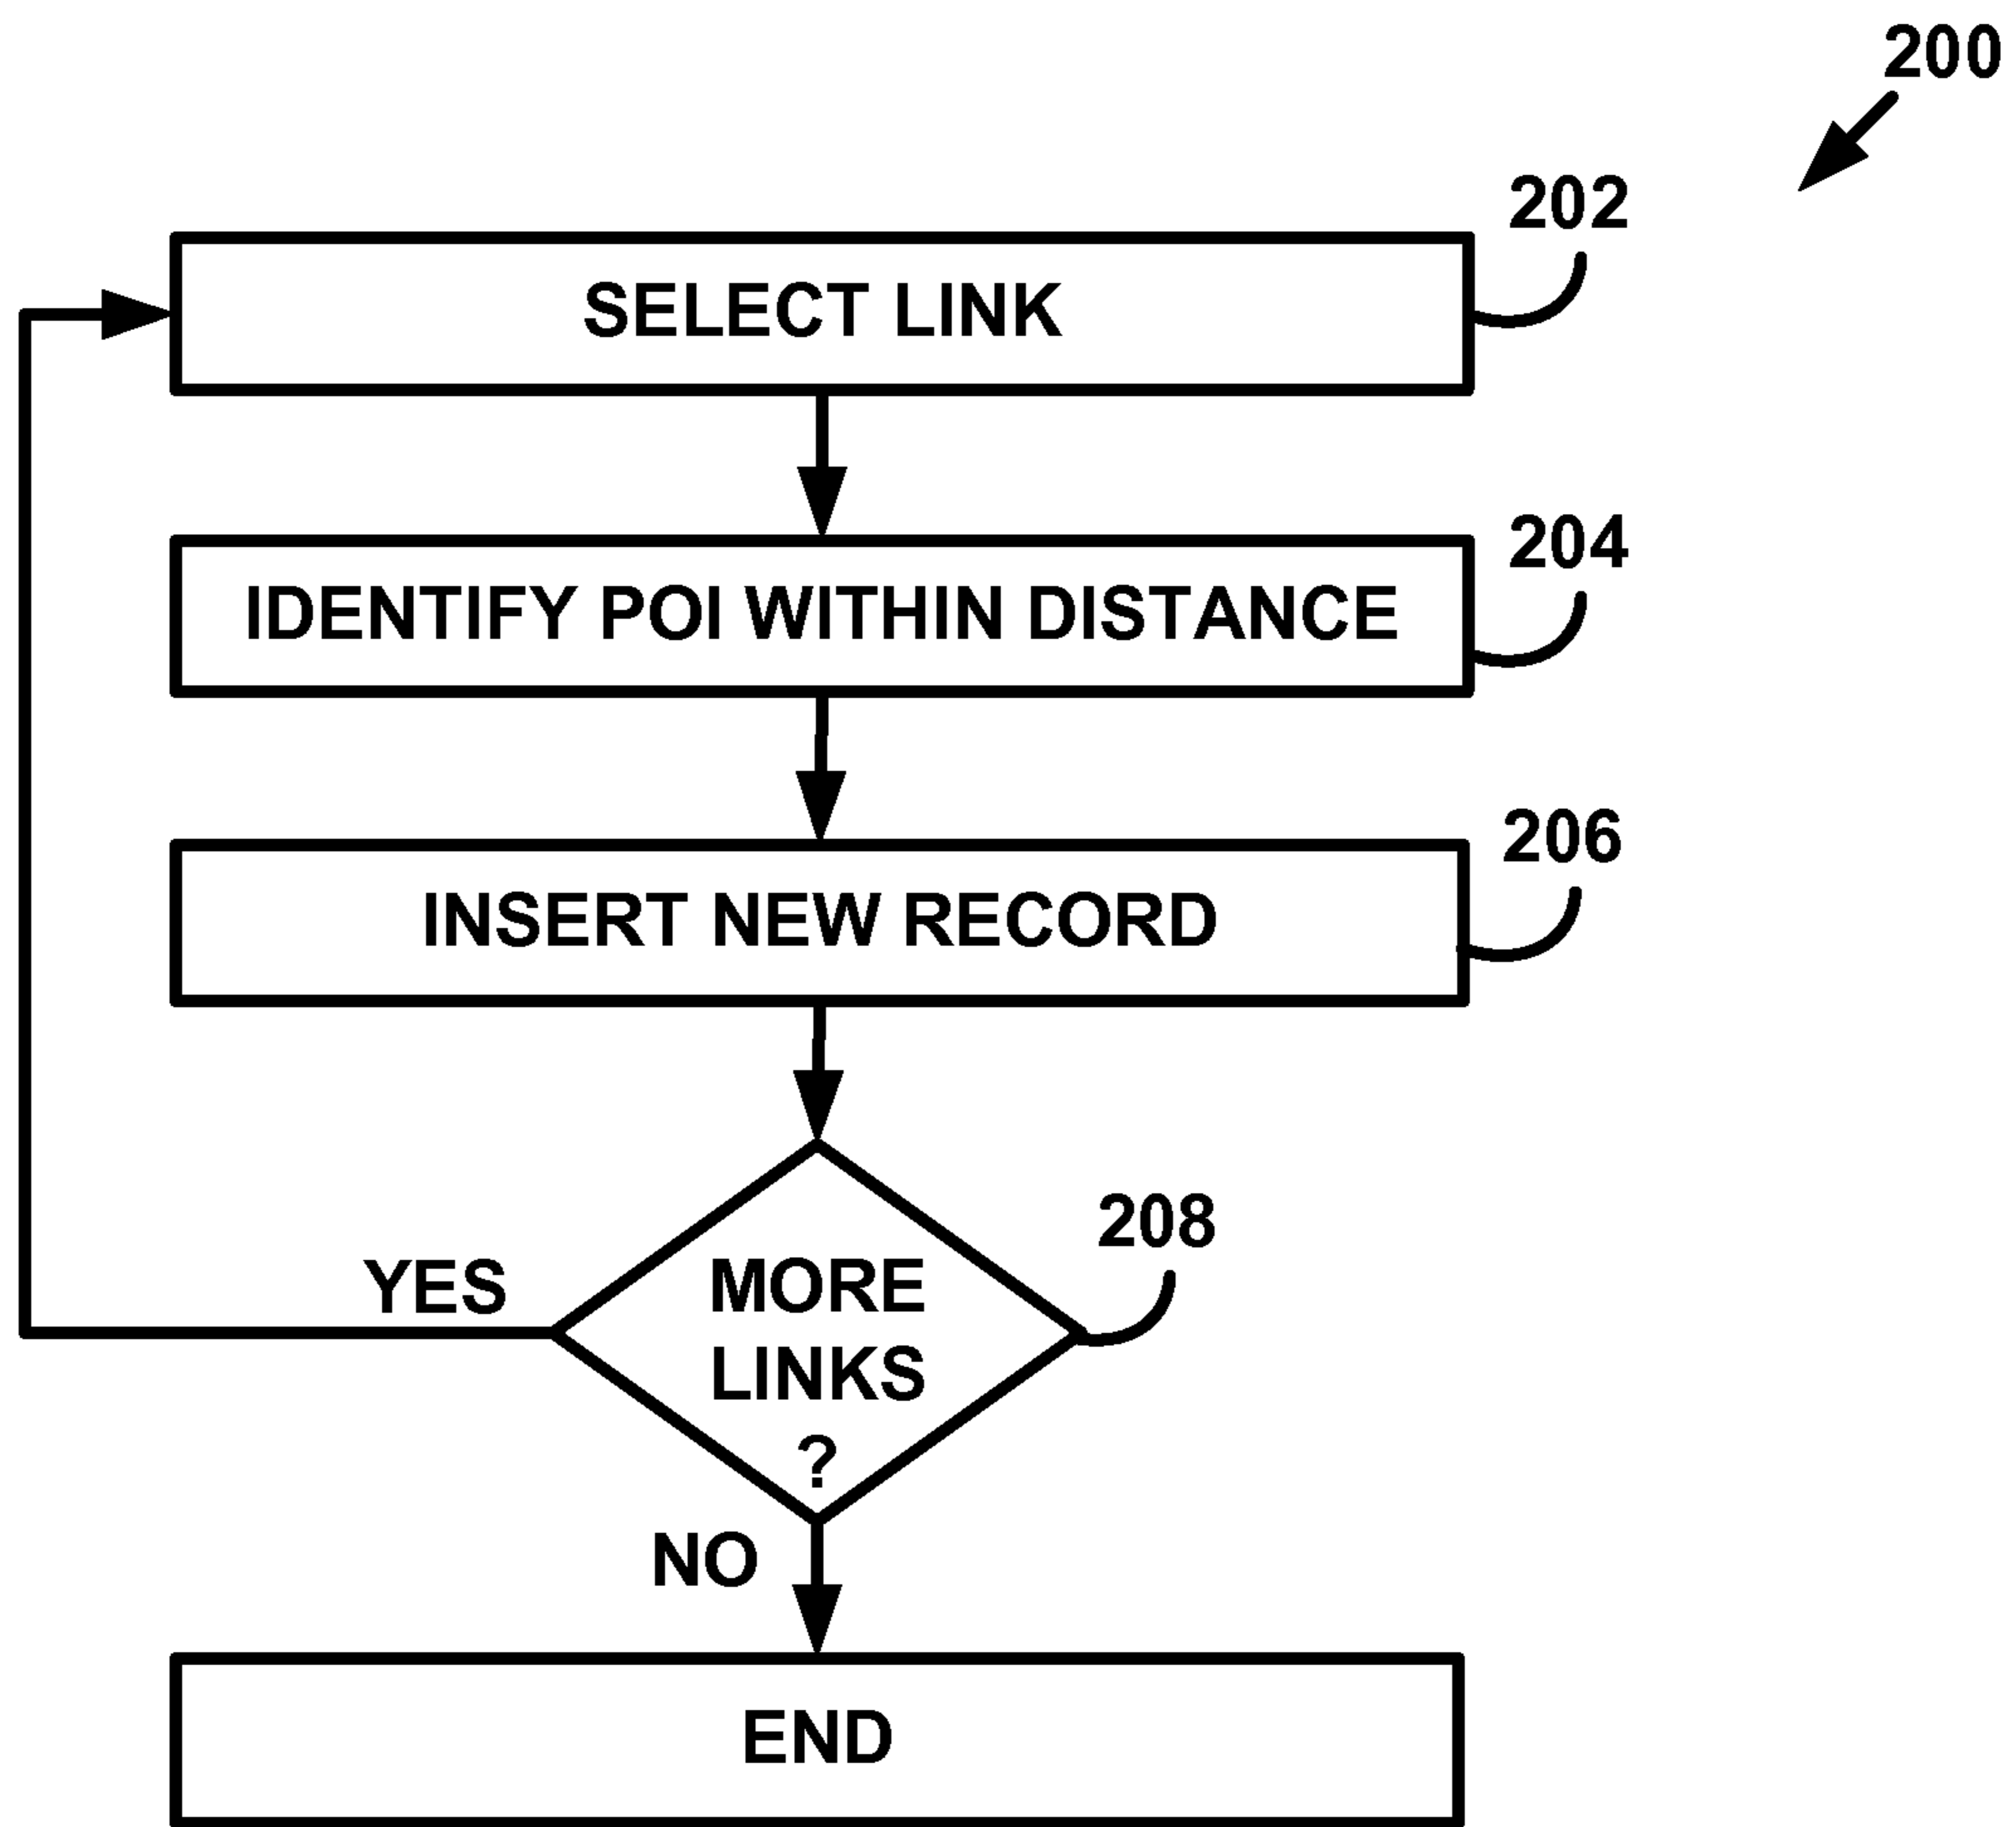 200
202
SELECT LINK
204
IDENTIFY POI WITHIN DISTANCE
206
INSERT NEW RECORD
208
YES
MORE
LINKS
?
NO
END